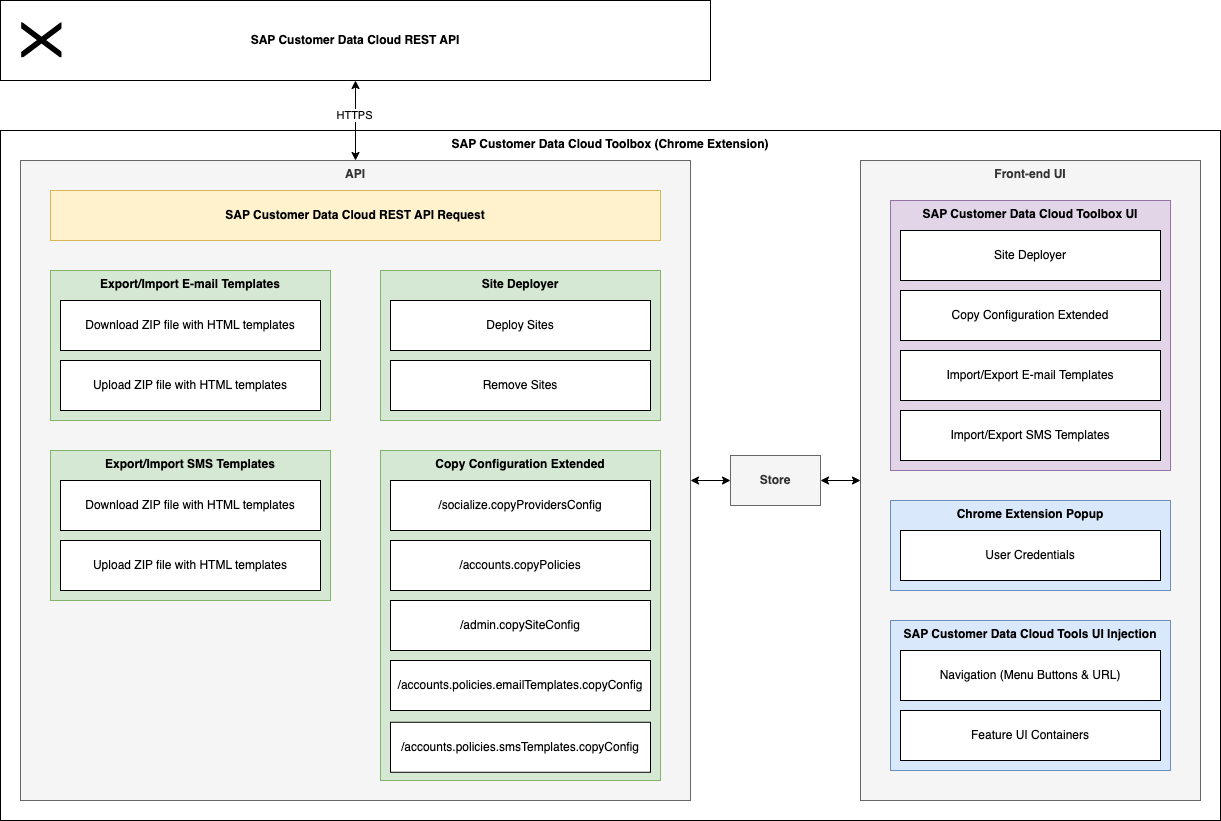 SAP Customer Data Cloud REST API
HTTPS
SAP Customer Data Cloud Toolbox (Chrome Extension)
API
SAP Customer Data Cloud REST API Request
Export/Import E-mail Templates
Download ZIP file with HTML templates
Upload ZIP file with HTML templates
Site Deployer
Deploy Sites
Remove Sites
Export/Import SMS Templates
Download ZIP file with HTML templates
Upload ZIP file with HTML templates
Copy Configuration Extended
/socialize.copyProvidersConfig
/accounts.copyPolicies
/admin.copySiteConfig
/accounts.policies.emailTemplates.copyConfig
/accounts.policies.smsTemplates.copyConfig
Store
Front-end UI
SAP Customer Data Cloud Toolbox UI
Site Deployer
Copy Configuration Extended
Import/Export E-mail Templates
Import/Export SMS Templates
Chrome Extension Popup
User Credentials
SAP Customer Data Cloud Tools UI Injection
Navigation (Menu Buttons & URL)
Feature UI Containers